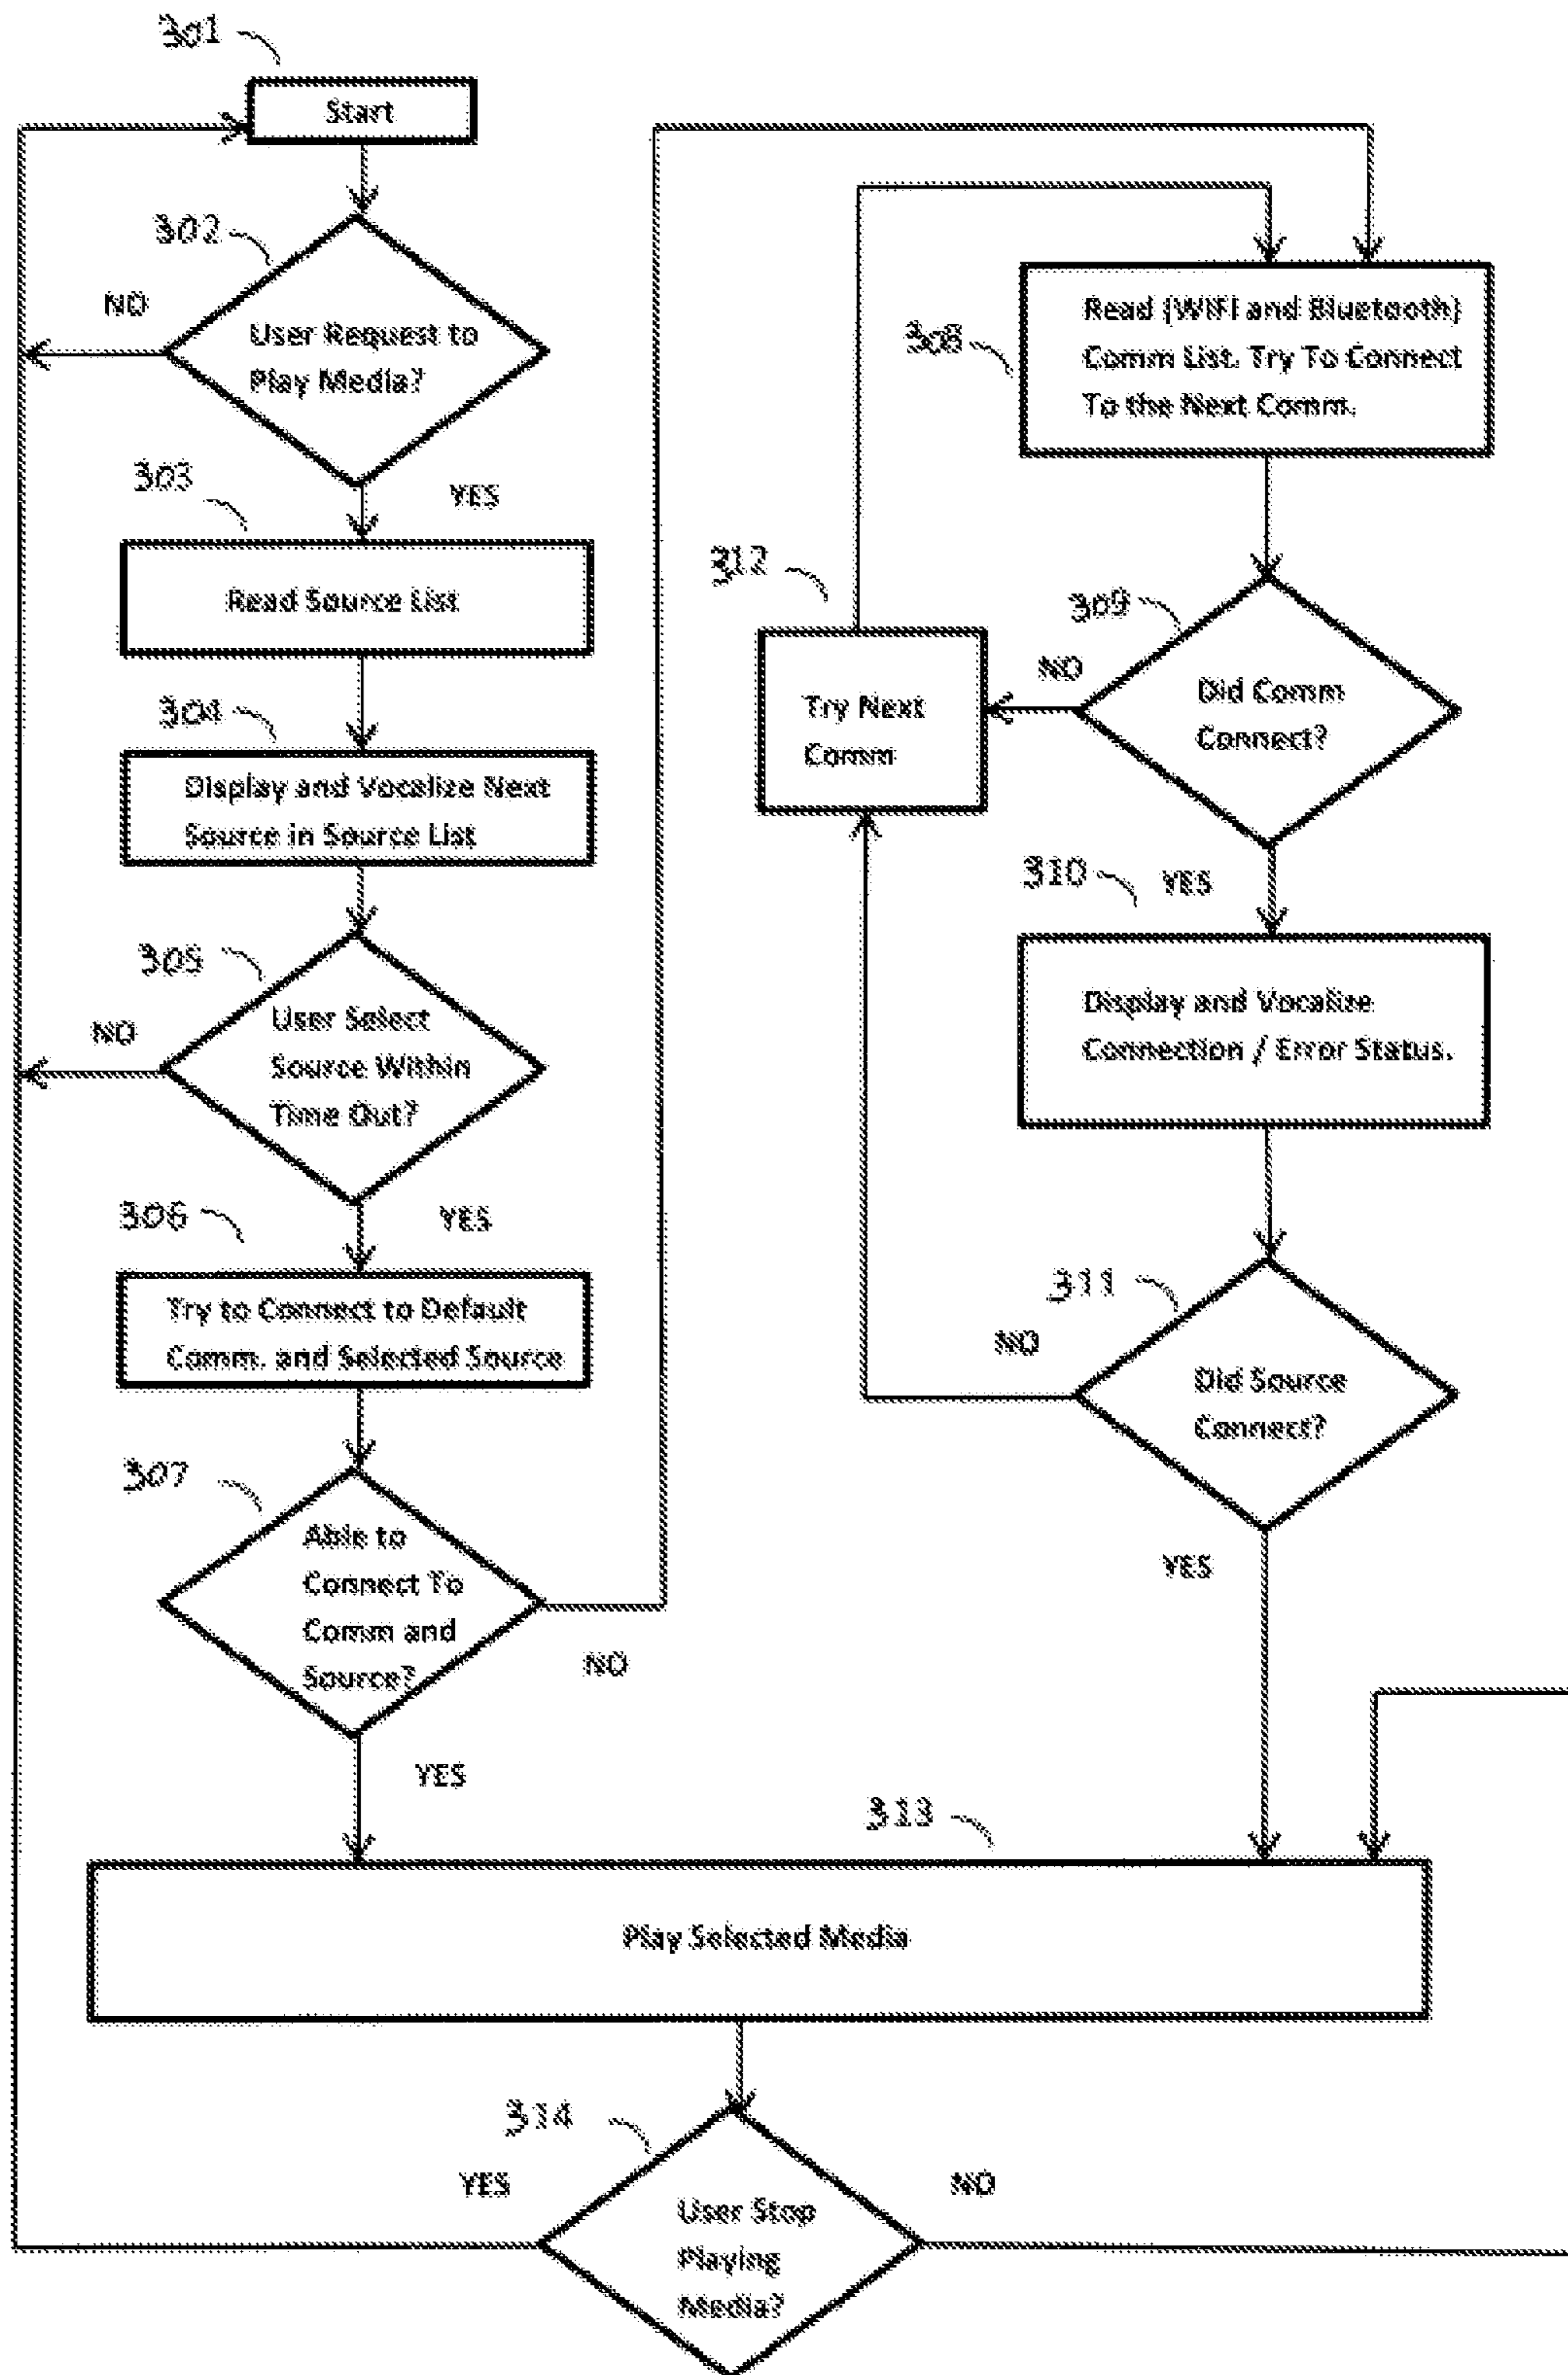 301
Start
302
NO
User Request to
Play Media?
303
YES
Read Source List
304
Display and Vocalize Next
Source in Source List
305
NO
User Select
Source Within
Time Out?
306
YES
Try to Connect to Default
Comm. and Selected Source
307
Able to
Connect To
Comm and
Source?
NO
YES
308
Read (WIFI and Bluetooth)
Comm List. Try To Connect
To the Next Comm.
312
309
NO
Did Comm
Connect?
Try Next
Comm
310
YES
Display and Vocalize
Connection / Error Status.
311
NO
Did Source
Connect?
YES
313
Play Selected Media
314
YES
NO
User Stop
Playing
Media?